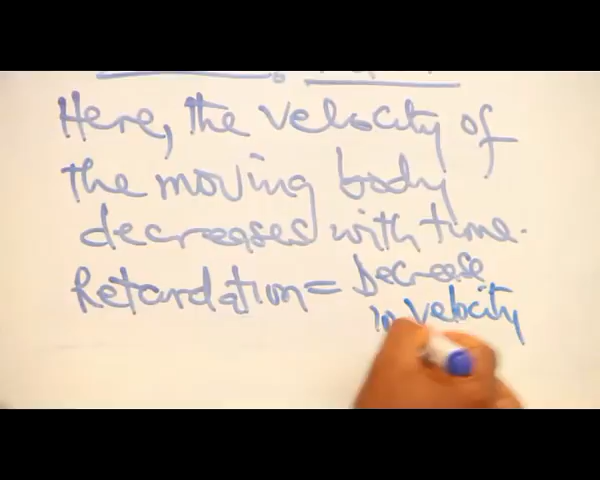 Here, the velocity of
the moving body
decreases with time.
Retardation = Decrease
in velocity